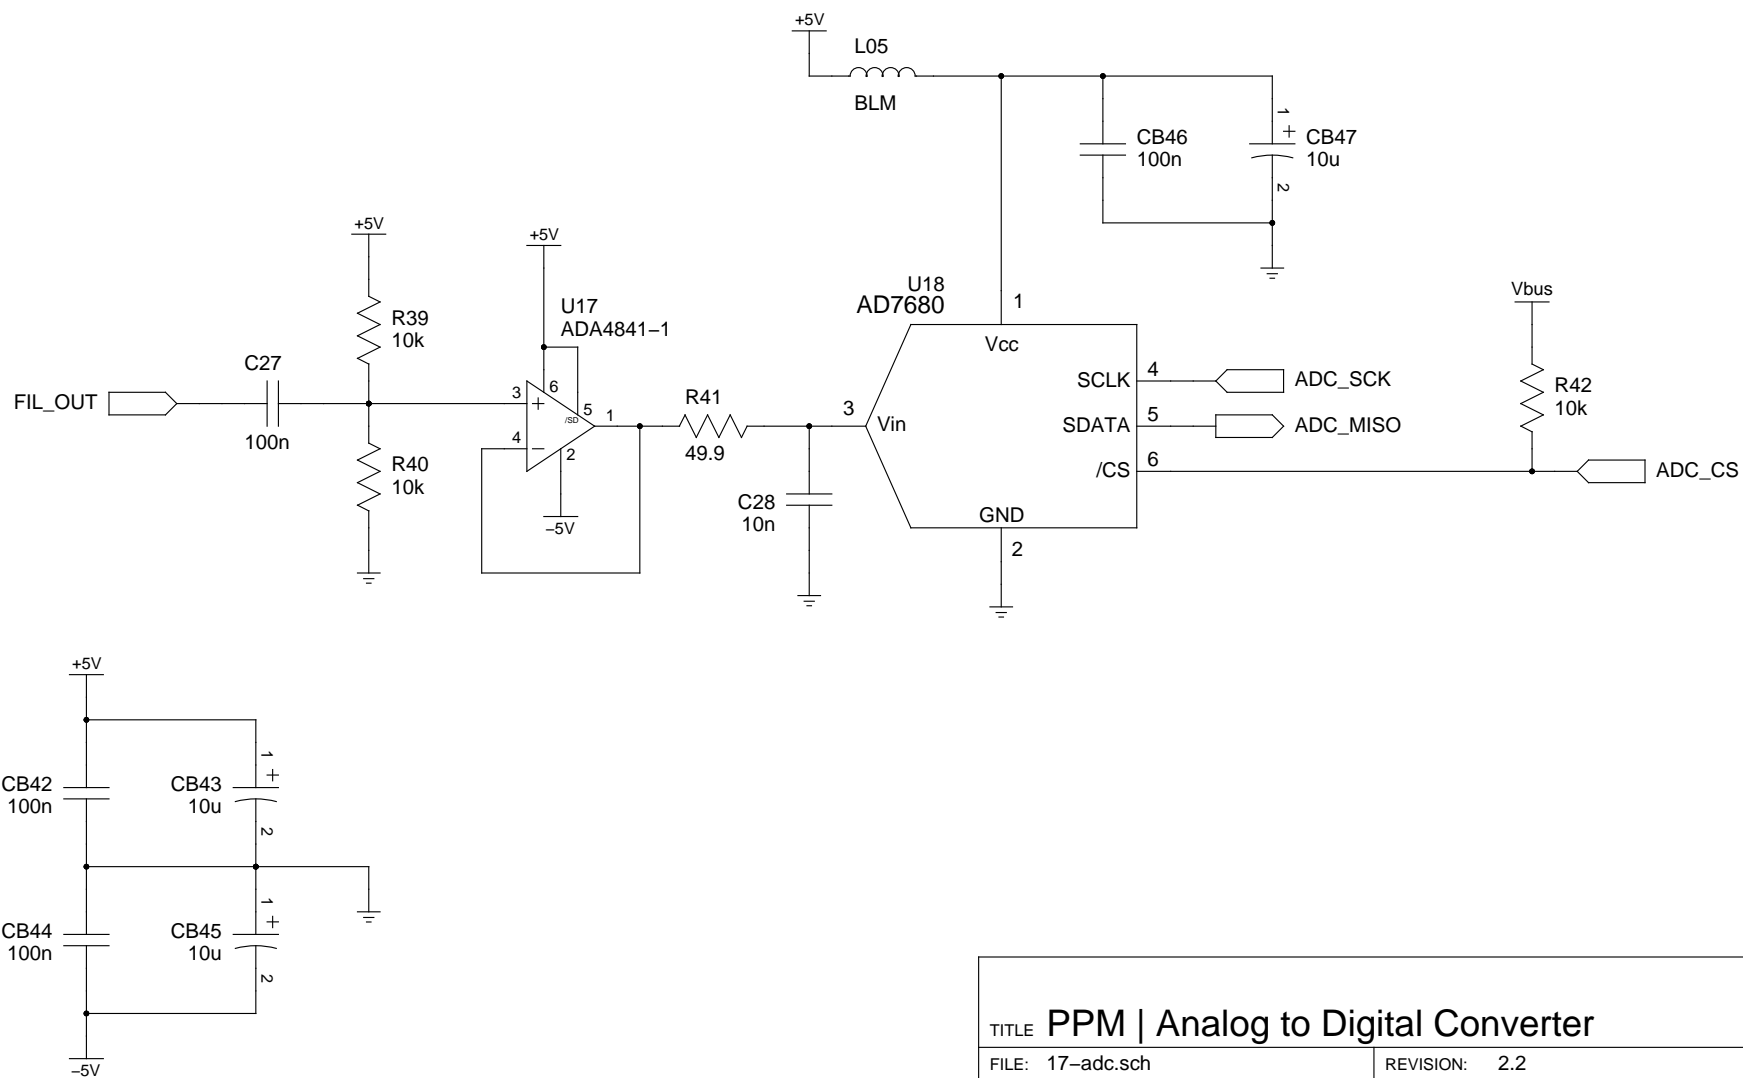 +5V
L05
BLM
1
+
CB46
100n
CB47
10u
2
+5V
R39
10k
+5V
U17
ADA4841−1
U18
AD7680
1
Vcc
Vbus
R42
10k
C27
100n
FIL_OUT
3
+
6
5
/SD
1
4
−
2
−5V
R40
10k
R41
49.9
3
Vin
SCLK
4
ADC_SCK
SDATA
5
ADC_MISO
/CS
6
ADC_CS
C28
10n
GND
2
+5V
CB42
100n
1
+
CB43
10u
2
CB44
100n
1
+
CB45
10u
2
−5V
TITLE PPM | Analog to Digital Converter
FILE: 17−adc.sch
REVISION: 2.2